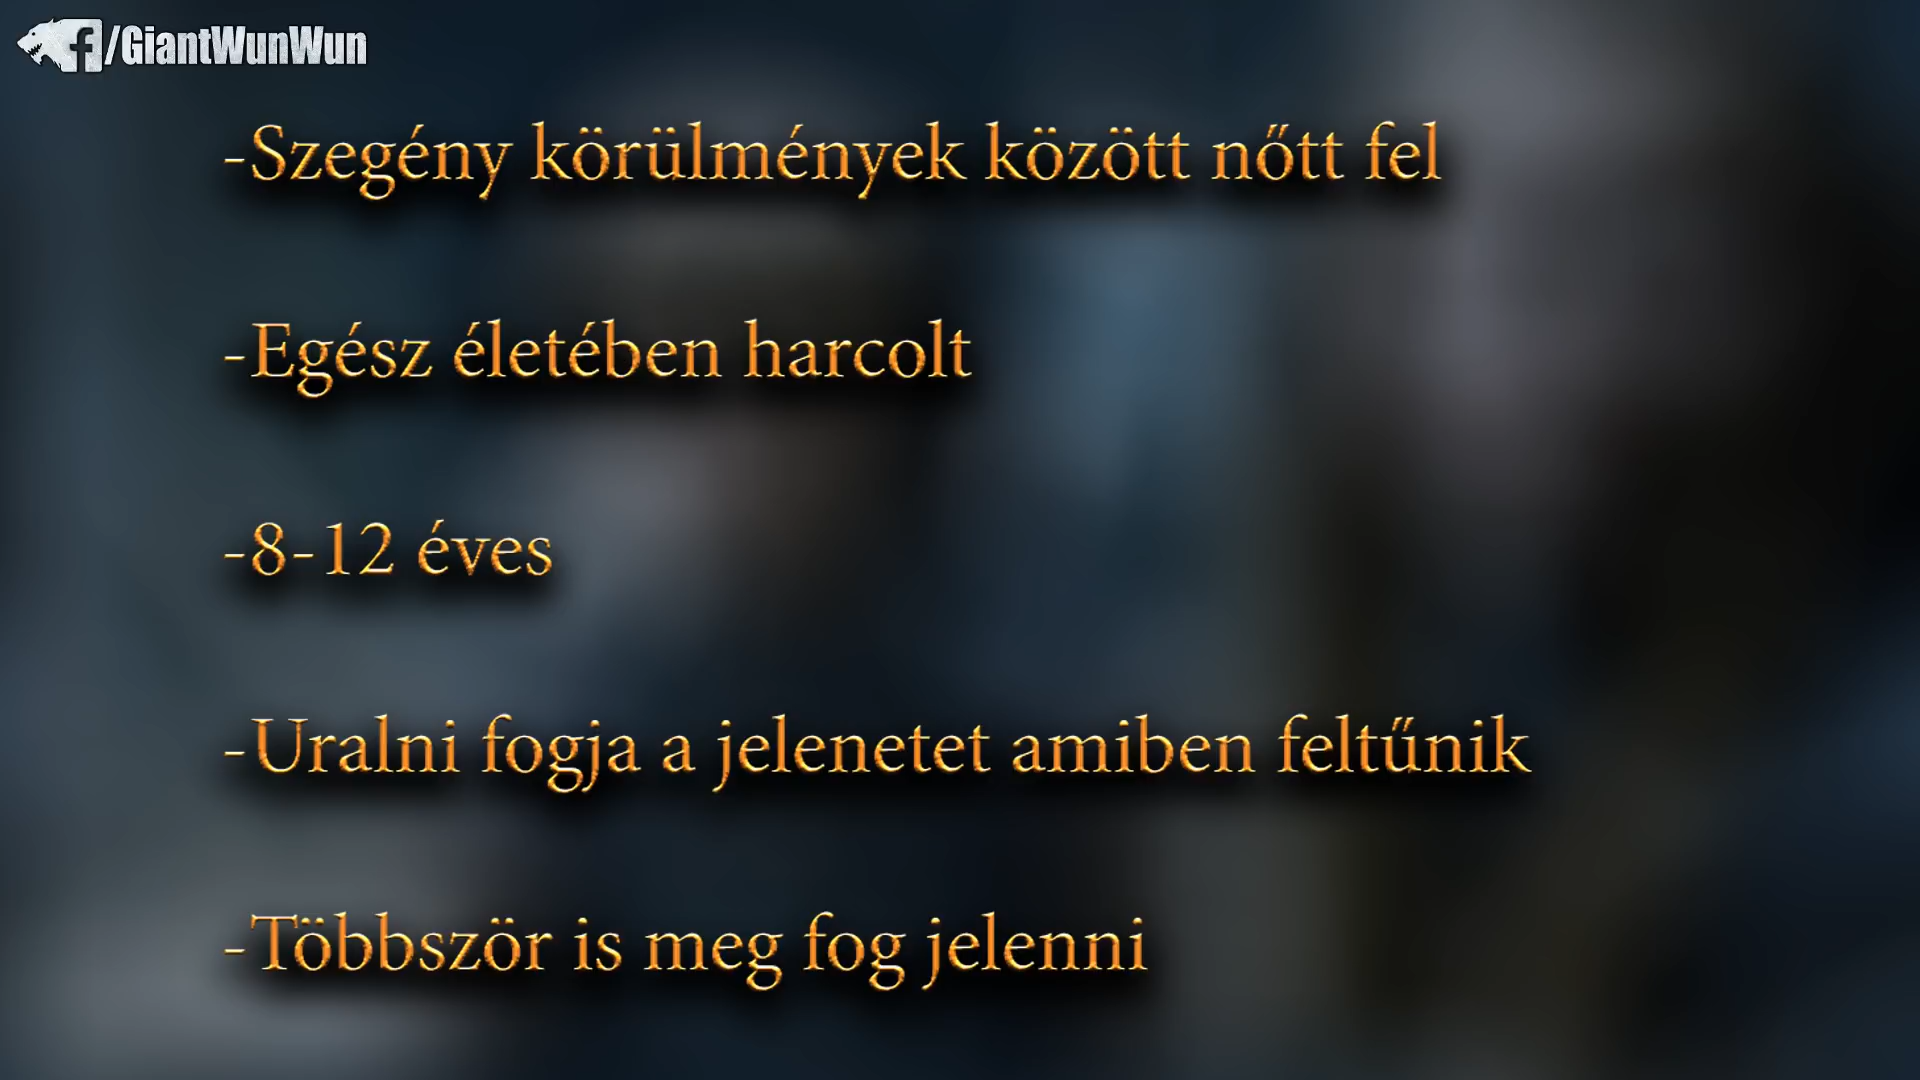 /GiantWunWun
-Szegény körülmények között nőtt fel
-Egész életében harcolt
-8-12 éves
-Uralni fogja a jelenetet amiben feltűnik
-Többször is meg fog jelenni